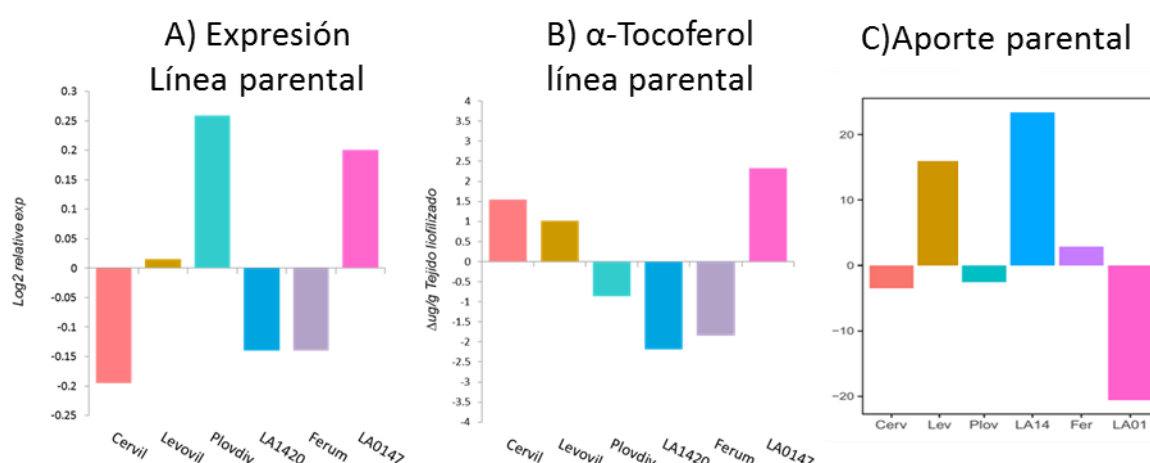 A) Expresión
Línea parental
B) α-Tocoferol
línea parental
C)Aporte parental
Log2 relative exp
0.3
0.25
0.2
0.15
0.1
0.05
0
-0.05
-0.1
-0.15
-0.2
-0.25
Cervil
Levovil
Plovdiv
LA1420
Ferum
LA0147
Δug/g Tejido liofilizado
4
3.5
3
2.5
2
1.5
1
0.5
0
-0.5
-1
-1.5
-2
-2.5
-3
-3.5
-4
Cervil
Levovil
Plovdiv
LA1420
Ferum
LA0147
20
10
0
−10
−20
Cerv
Lev
Plov
LA14
Fer
LA01